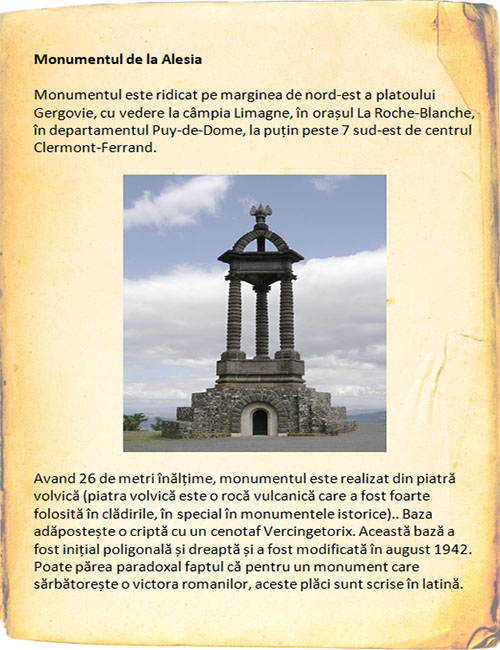 Monumentul de la Alesia
Monumentul este ridicat pe marginea de nord-est a platoului
Gergovie, cu vedere la câmpia Limagne, în orașul La Roche-Blanche,
în departamentul Puy-de-Dome, la puțin peste 7 sud-est de centrul
Clermont-Ferrand.
Avand 26 de metri înălțime, monumentul este realizat din piatră
volvică (piatra volvică este o rocă vulcanică care a fost foarte
folosită în clădirile, în special în monumentele istorice).. Baza
adăpostește o criptă cu un cenotaf Vercingetorix. Această bază a
fost inițial poligonală și dreaptă și a fost modificată în august 1942.
Poate părea paradoxal faptul că pentru un monument care
sărbătorește o victora romanilor, aceste plăci sunt scrise în latină.